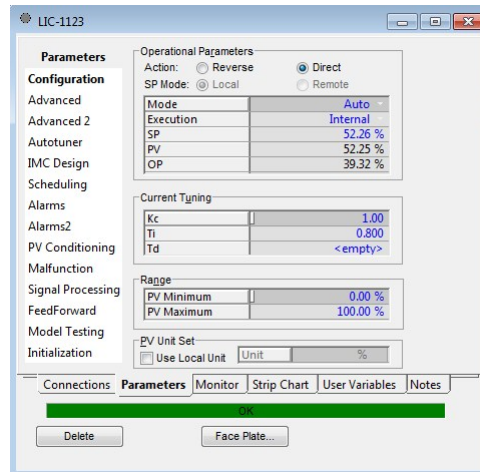 LIC-1123
Parameters
Configuration
Advanced
Advanced 2
Autotuner
IMC Design
Scheduling
Alarms
Alarms2
PV Conditioning
Malfunction
Signal Processing
FeedForward
Model Testing
Initialization
Operational Parameters
Action: Reverse Direct
SP Mode: Local Remote
Mode Auto
Execution Internal
SP 52.26 %
PV 52.25 %
OP 39.32 %
Current Tuning
Kc 1.00
Ti 0.800
Td <empty>
Range
PV Minimum 0.00 %
PV Maximum 100.00 %
PV Unit Set
Use Local Unit Unit %
Connections Parameters Monitor Strip Chart User Variables Notes
OK
Delete Face Plate...